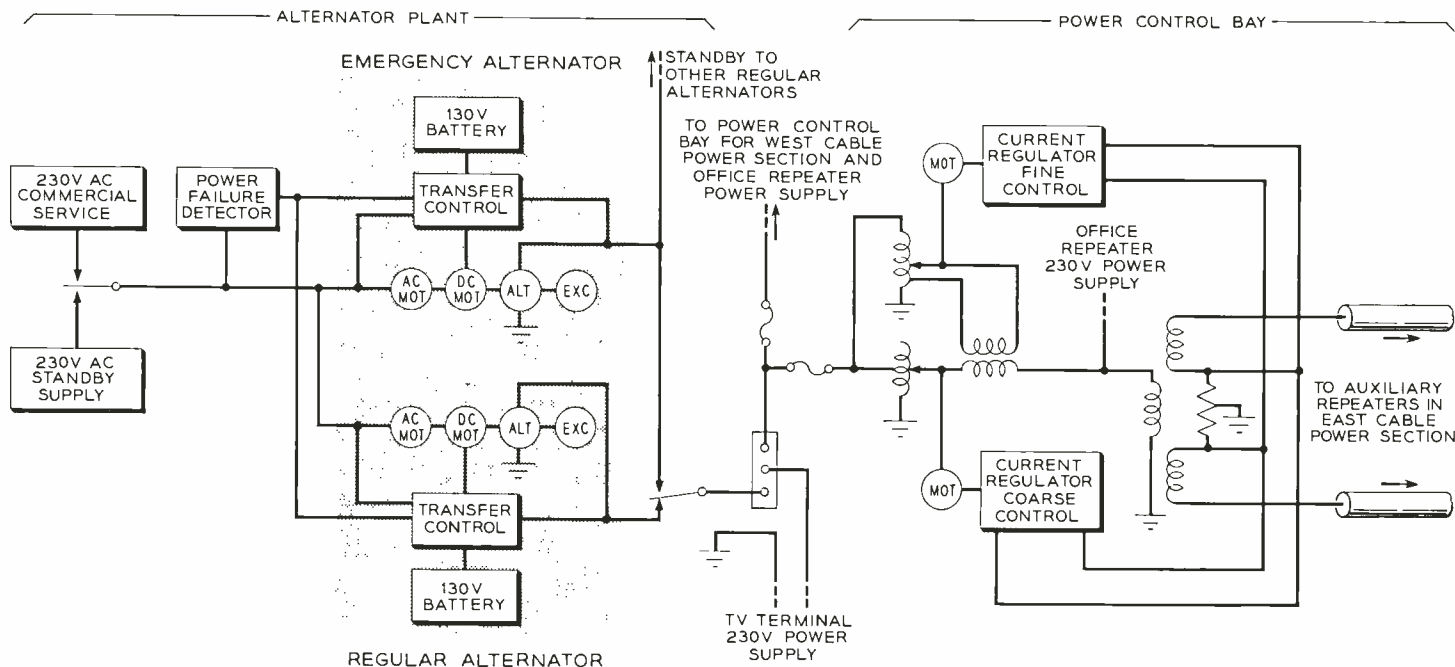 ALTERNATOR PLANT
POWER CONTROL BAY
EMERGENCY ALTERNATOR
STANDBY TO
OTHER REGULAR
ALTERNATORS
130V
BATTERY
TO POWER CONTROL
BAY FOR WEST CABLE
POWER SECTION AND
OFFICE REPEATER
POWER SUPPLY
MOT
CURRENT
REGULATOR
FINE
CONTROL
230V AC
COMMERCIAL
SERVICE
POWER
FAILURE
DETECTOR
TRANSFER
CONTROL
OFFICE
REPEATER
230V POWER
SUPPLY
AC
MOT
DC
MOT
ALT
EXC
230V AC
STANDBY
SUPPLY
TO AUXILIARY
REPEATERS IN
EAST CABLE
POWER SECTION
AC
MOT
DC
MOT
ALT
EXC
MOT
CURRENT
REGULATOR
COARSE
CONTROL
TRANSFER
CONTROL
130V
BATTERY
TV TERMINAL
230V POWER
SUPPLY
REGULAR ALTERNATOR